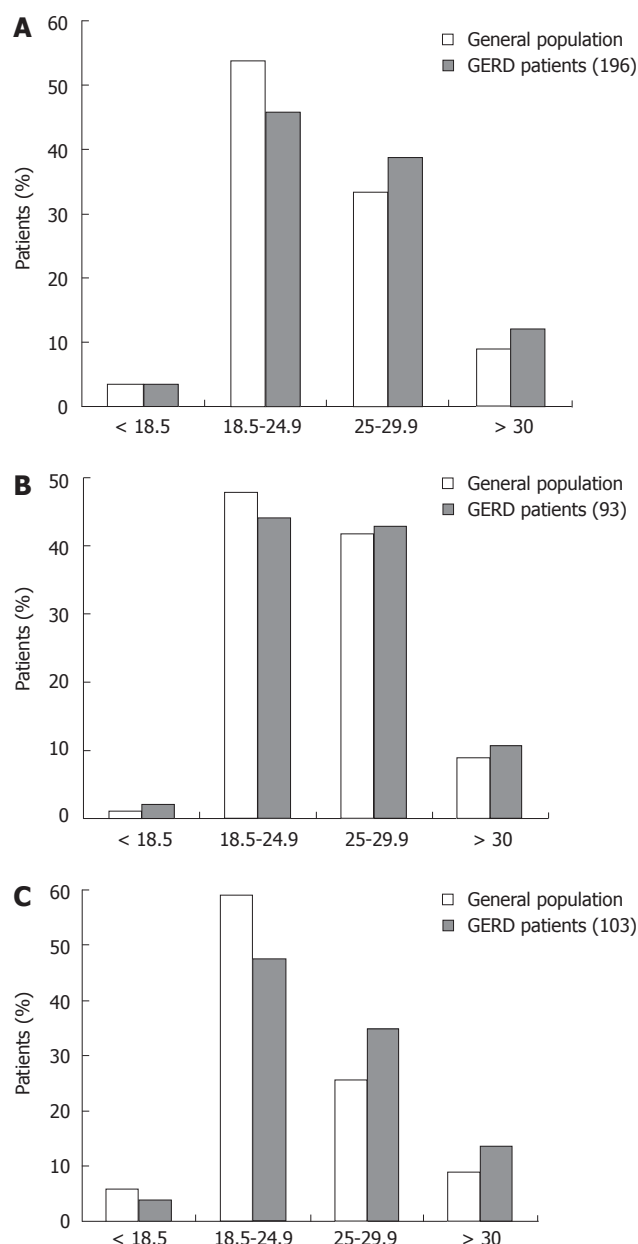 A
60
50
40
30
20
10
0
Patients (%)
General population
GERD patients (196)
< 18.5
18.5-24.9
25-29.9
> 30
B
50
40
30
20
10
0
Patients (%)
General population
GERD patients (93)
< 18.5
18.5-24.9
25-29.9
> 30
C
60
50
40
30
20
10
0
Patients (%)
General population
GERD patients (103)
< 18.5
18.5-24.9
25-29.9
> 30